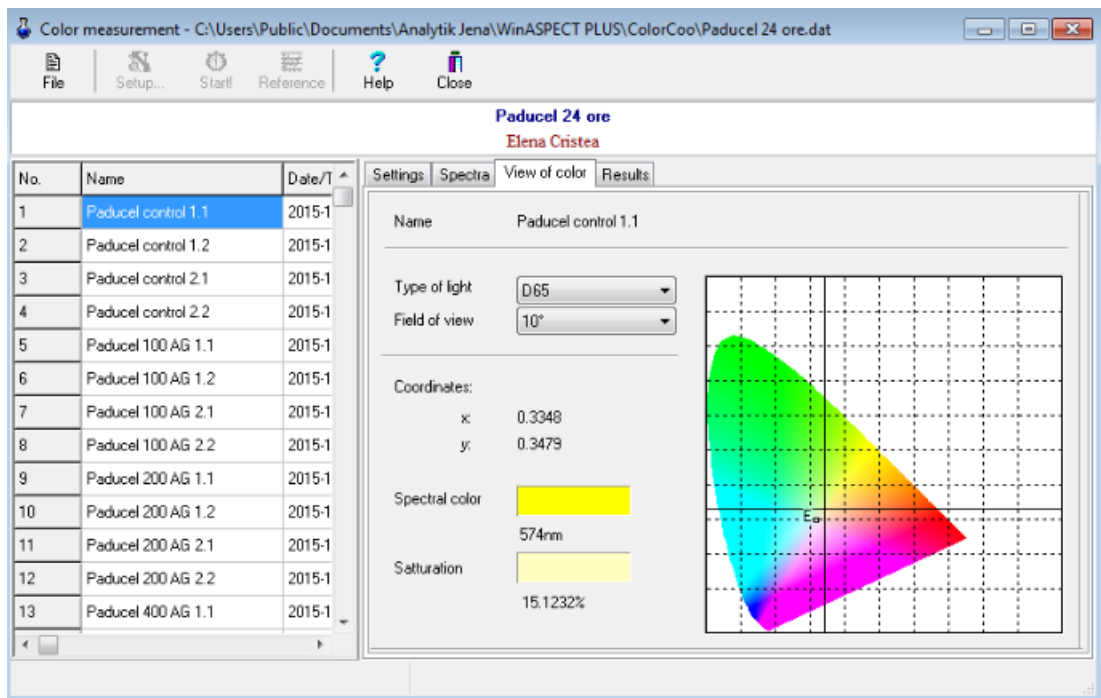 Color measurement - C:\Users\Public\Documents\Analytik Jena\WinASPECT PLUS\ColorCoo\Paducel 24 ore.dat
File Setup... Start! Reference Help Close
Paducel 24 ore
Elena Cristea
No. Name Date/T
1 Paducel control 1.1 2015-1
2 Paducel control 1.2 2015-1
3 Paducel control 2.1 2015-1
4 Paducel control 2.2 2015-1
5 Paducel 100 AG 1.1 2015-1
6 Paducel 100 AG 1.2 2015-1
7 Paducel 100 AG 2.1 2015-1
8 Paducel 100 AG 2.2 2015-1
9 Paducel 200 AG 1.1 2015-1
10 Paducel 200 AG 1.2 2015-1
11 Paducel 200 AG 2.1 2015-1
12 Paducel 200 AG 2.2 2015-1
13 Paducel 400 AG 1.1 2015-1
Settings Spectra View of color Results
Name Paducel control 1.1
Type of light D65
Field of view 10°
Coordinates:
x: 0.3348
y: 0.3479
Spectral color
574nm
Satturation
15.1232%
E